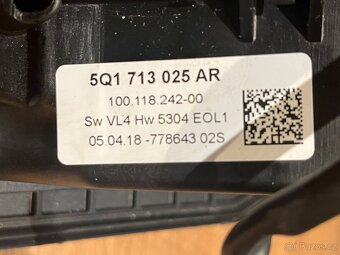 5Q1 713 025 AR
100.118.242-00
Sw VL4 Hw 5304 EOL1
05.04.18 -778643 02S